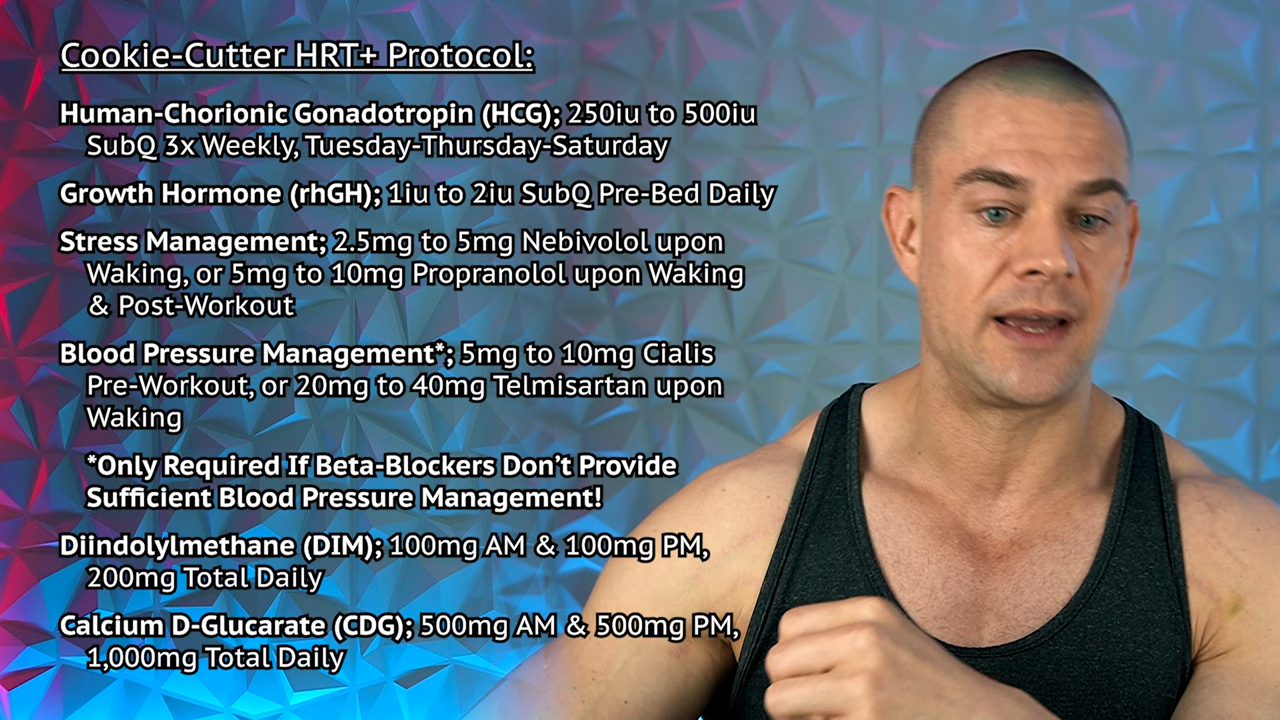 Cookie-Cutter HRT+ Protocol:
Human-Chorionic Gonadotropin (HCG); 250iu to 500iu
SubQ 3x Weekly, Tuesday-Thursday-Saturday
Growth Hormone (rhGH); 1iu to 2iu SubQ Pre-Bed Daily
Stress Management; 2.5mg to 5mg Nebivolol upon
Waking, or 5mg to 10mg Propranolol upon Waking
& Post-Workout
Blood Pressure Management*; 5mg to 10mg Cialis
Pre-Workout, or 20mg to 40mg Telmisartan upon
Waking
*Only Required If Beta-Blockers Don’t Provide
Sufficient Blood Pressure Management!
Diindolylmethane (DIM); 100mg AM & 100mg PM,
200mg Total Daily
Calcium D-Glucarate (CDG); 500mg AM & 500mg PM,
1,000mg Total Daily